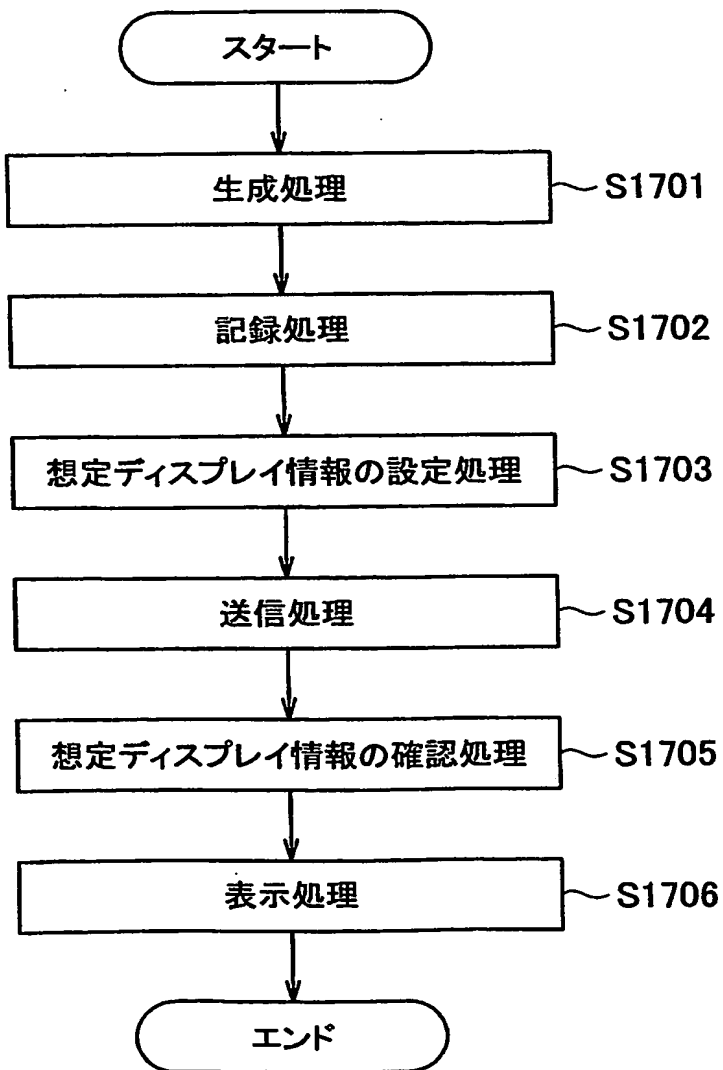 スタート
生成処理 S1701
記録処理 S1702
想定ディスプレイ情報の設定処理 S1703
送信処理 S1704
想定ディスプレイ情報の確認処理 S1705
表示処理 S1706
エンド